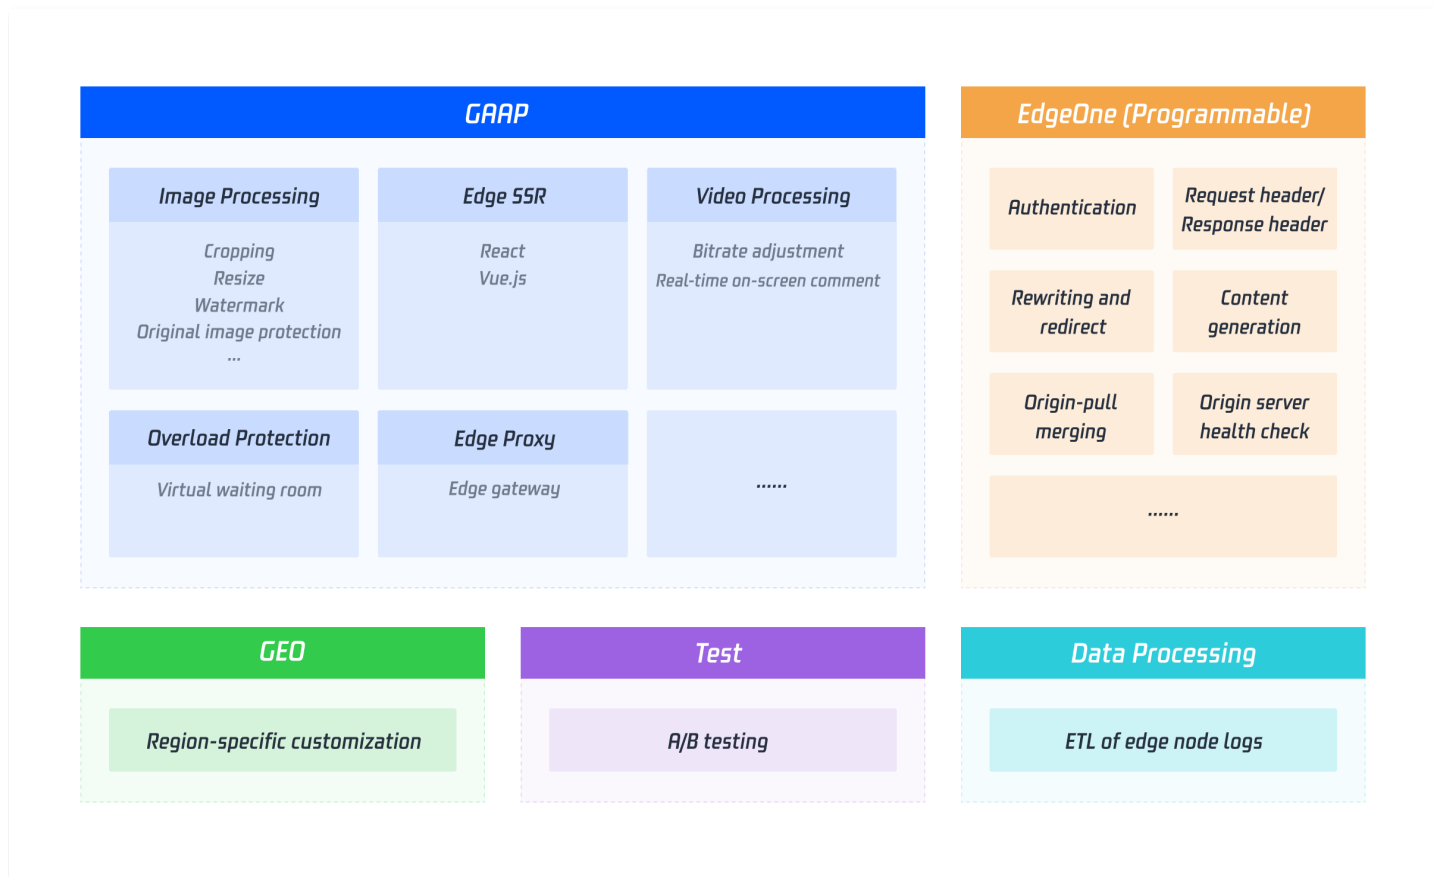 GAAP
Image Processing
Cropping
Resize
Watermark
Original image protection
...
Edge SSR
React
Vue.js
Video Processing
Bitrate adjustment
Real-time on-screen comment
Overload Protection
Virtual waiting room
Edge Proxy
Edge gateway
......
EdgeOne (Programmable)
Authentication
Request header/
Response header
Rewriting and
redirect
Content
generation
Origin-pull
merging
Origin server
health check
......
GEO
Region-specific customization
Test
A/B testing
Data Processing
ETL of edge node logs